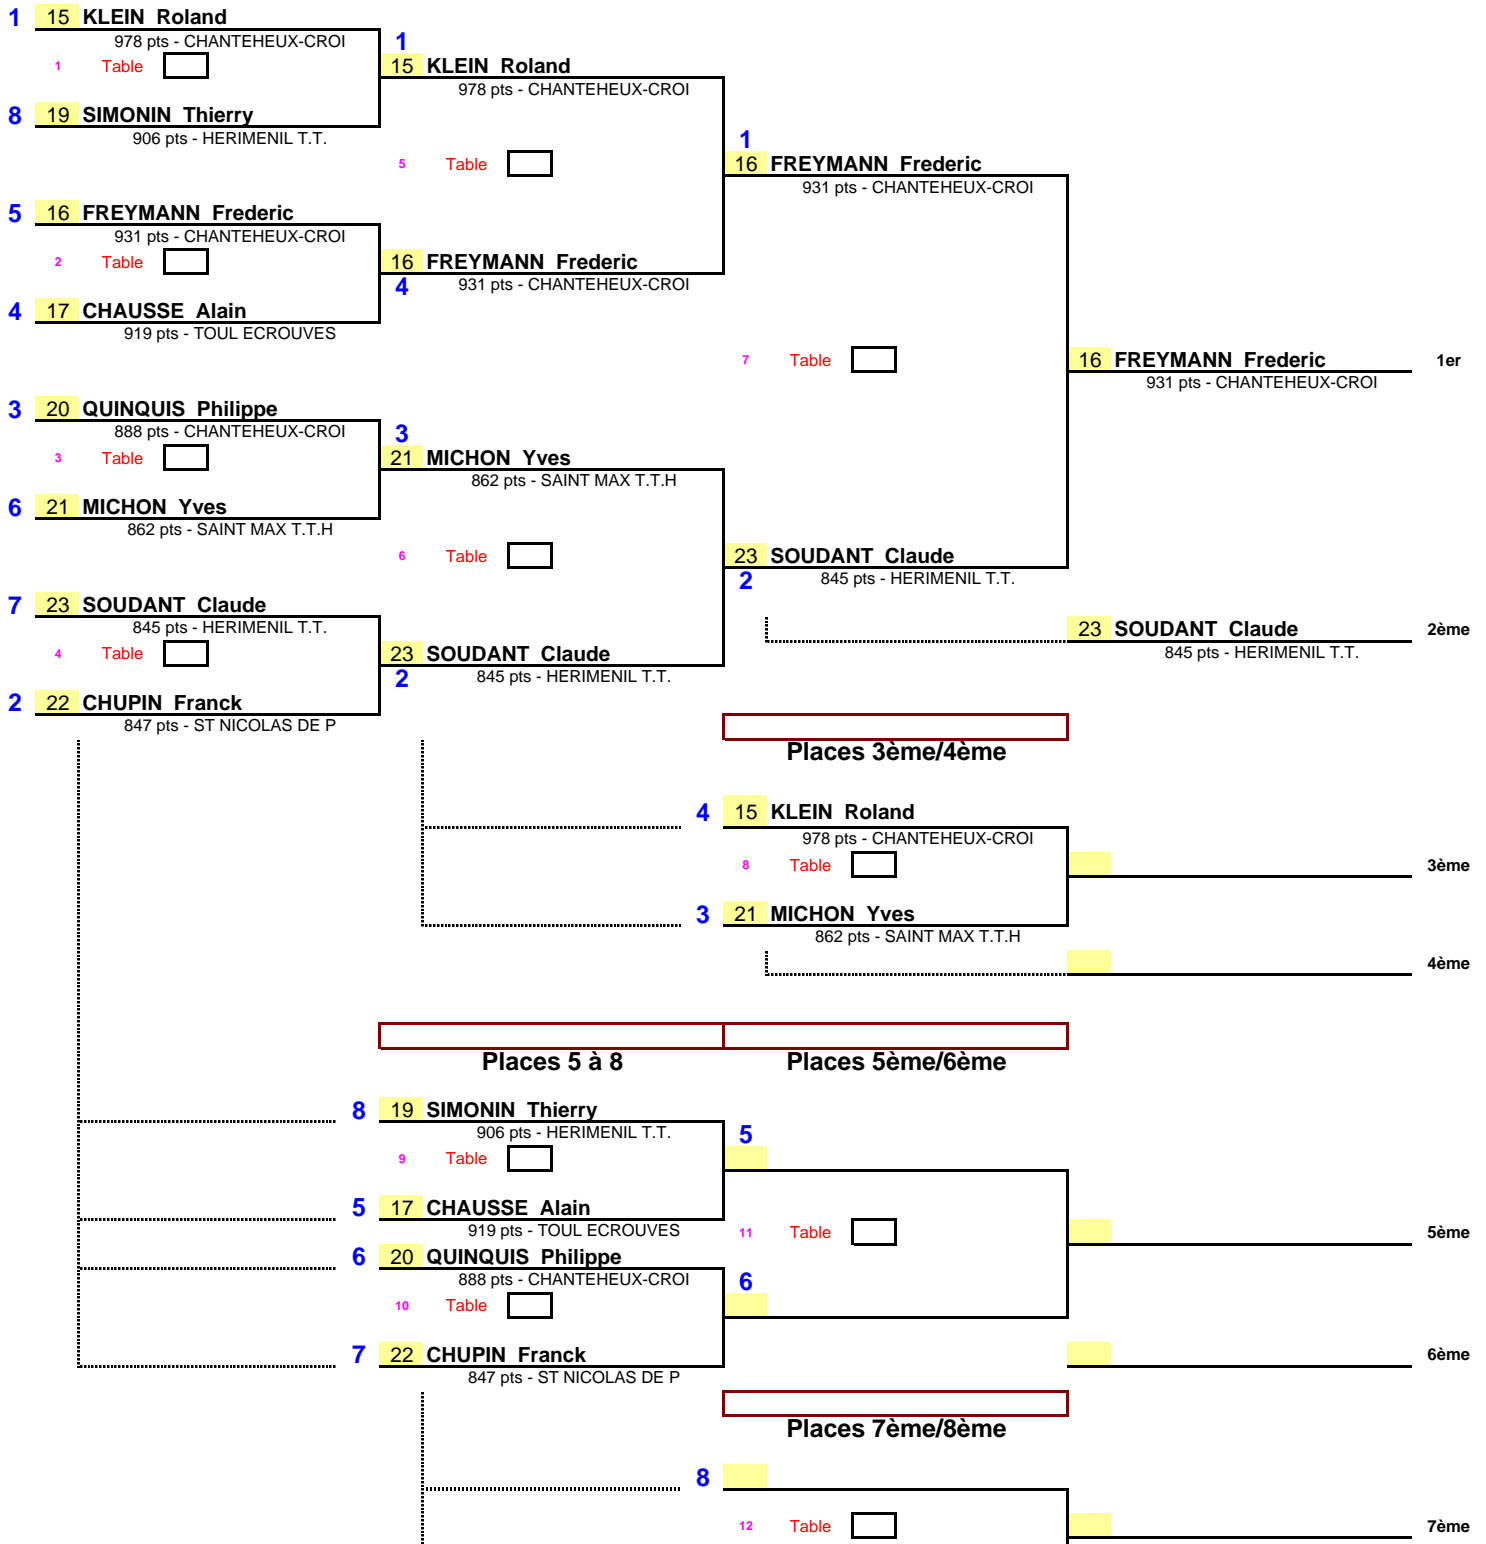 1 15 KLEIN Roland
978 pts - CHANTEHEUX-CROI
1
1 Table
15 KLEIN Roland
978 pts - CHANTEHEUX-CROI
8 19 SIMONIN Thierry
906 pts - HERIMENIL T.T.
1
5 Table
16 FREYMANN Frederic
931 pts - CHANTEHEUX-CROI
5 16 FREYMANN Frederic
931 pts - CHANTEHEUX-CROI
2 Table
16 FREYMANN Frederic
931 pts - CHANTEHEUX-CROI
4
4 17 CHAUSSE Alain
919 pts - TOUL ECROUVES
7 Table
16 FREYMANN Frederic 1er
931 pts - CHANTEHEUX-CROI
3 20 QUINQUIS Philippe
888 pts - CHANTEHEUX-CROI
3
3 Table
21 MICHON Yves
862 pts - SAINT MAX T.T.H
6 21 MICHON Yves
862 pts - SAINT MAX T.T.H
6 Table
23 SOUDANT Claude
845 pts - HERIMENIL T.T.
2
7 23 SOUDANT Claude
845 pts - HERIMENIL T.T.
23 SOUDANT Claude 2ème
845 pts - HERIMENIL T.T.
4 Table
23 SOUDANT Claude
845 pts - HERIMENIL T.T.
2
2 22 CHUPIN Franck
847 pts - ST NICOLAS DE P
Places 3ème/4ème
4 15 KLEIN Roland
978 pts - CHANTEHEUX-CROI
8 Table
3ème
3 21 MICHON Yves
862 pts - SAINT MAX T.T.H
4ème
Places 5 à 8 Places 5ème/6ème
8 19 SIMONIN Thierry
906 pts - HERIMENIL T.T.
5
9 Table
5 17 CHAUSSE Alain
919 pts - TOUL ECROUVES
11 Table
5ème
6 20 QUINQUIS Philippe
888 pts - CHANTEHEUX-CROI
6
10 Table
7 22 CHUPIN Franck
847 pts - ST NICOLAS DE P
6ème
Places 7ème/8ème
8
12 Table
7ème